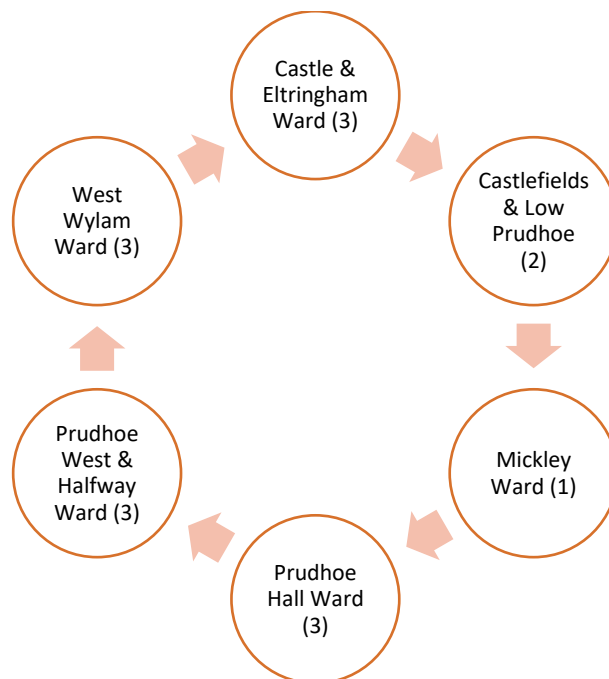 Castle &
Eltringham
Ward (3)
Castlefields
& Low
Prudhoe
(2)
Mickley
Ward (1)
Prudhoe
Hall Ward
(3)
Prudhoe
West &
Halfway
Ward (3)
West
Wylam
Ward (3)